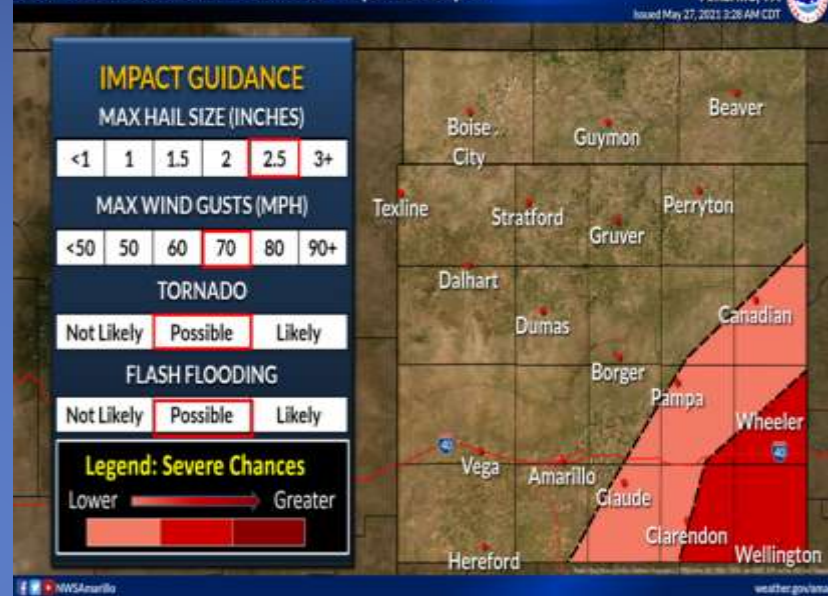 Issued May 27, 2021 3:28 AM CDT
IMPACT GUIDANCE
MAX HAIL SIZE (INCHES)
<1 1 1.5 2 2.5 3+
MAX WIND GUSTS (MPH)
<50 50 60 70 80 90+
TORNADO
Not Likely Possible Likely
FLASH FLOODING
Not Likely Possible Likely
Legend: Severe Chances
Lower Greater
Boise City
Guymon
Beaver
Texline
Stratford
Gruver
Perryton
Dalhart
Dumas
Canadian
Borger
Pampa
Wheeler
40
40
Vega
Amarillo
Claude
Clarendon
Hereford
Wellington
NWSAmarillo
weather.gov/ama